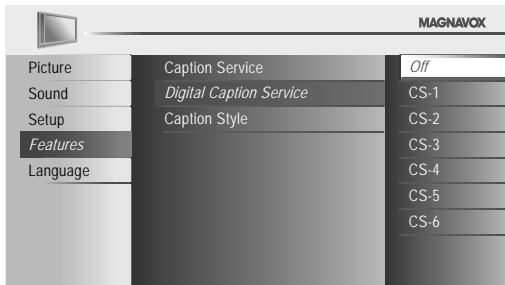 MAGNAVOX
Picture
Sound
Setup
Features
Language
Caption Service
Digital Caption Service
Caption Style
Off
CS-1
CS-2
CS-3
CS-4
CS-5
CS-6